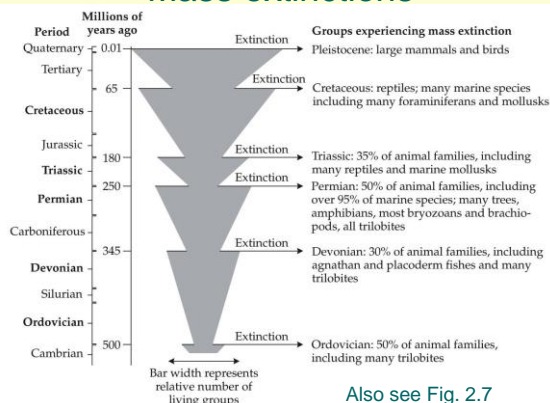 mass extinctions
Millions of
years ago
Period
Groups experiencing mass extinction
Quaternary
0.01
Extinction
Pleistocene: large mammals and birds
Tertiary
65
Extinction
Cretaceous: reptiles; many marine species
including many foraminiferans and mollusks
Cretaceous
Jurassic
180
Extinction
Triassic: 35% of animal families, including
many reptiles and marine mollusks
Triassic
250
Extinction
Permian: 50% of animal families, including
over 95% of marine species; many trees,
amphibians, most bryozoans and brachio-
pods, all trilobites
Permian
Carboniferous
345
Extinction
Devonian: 30% of animal families, including
agnathan and placoderm fishes and many
trilobites
Devonian
Silurian
Ordovician
500
Extinction
Ordovician: 50% of animal families,
including many trilobites
Cambrian
Bar width represents
relative number of
living groups
Also see Fig. 2.7